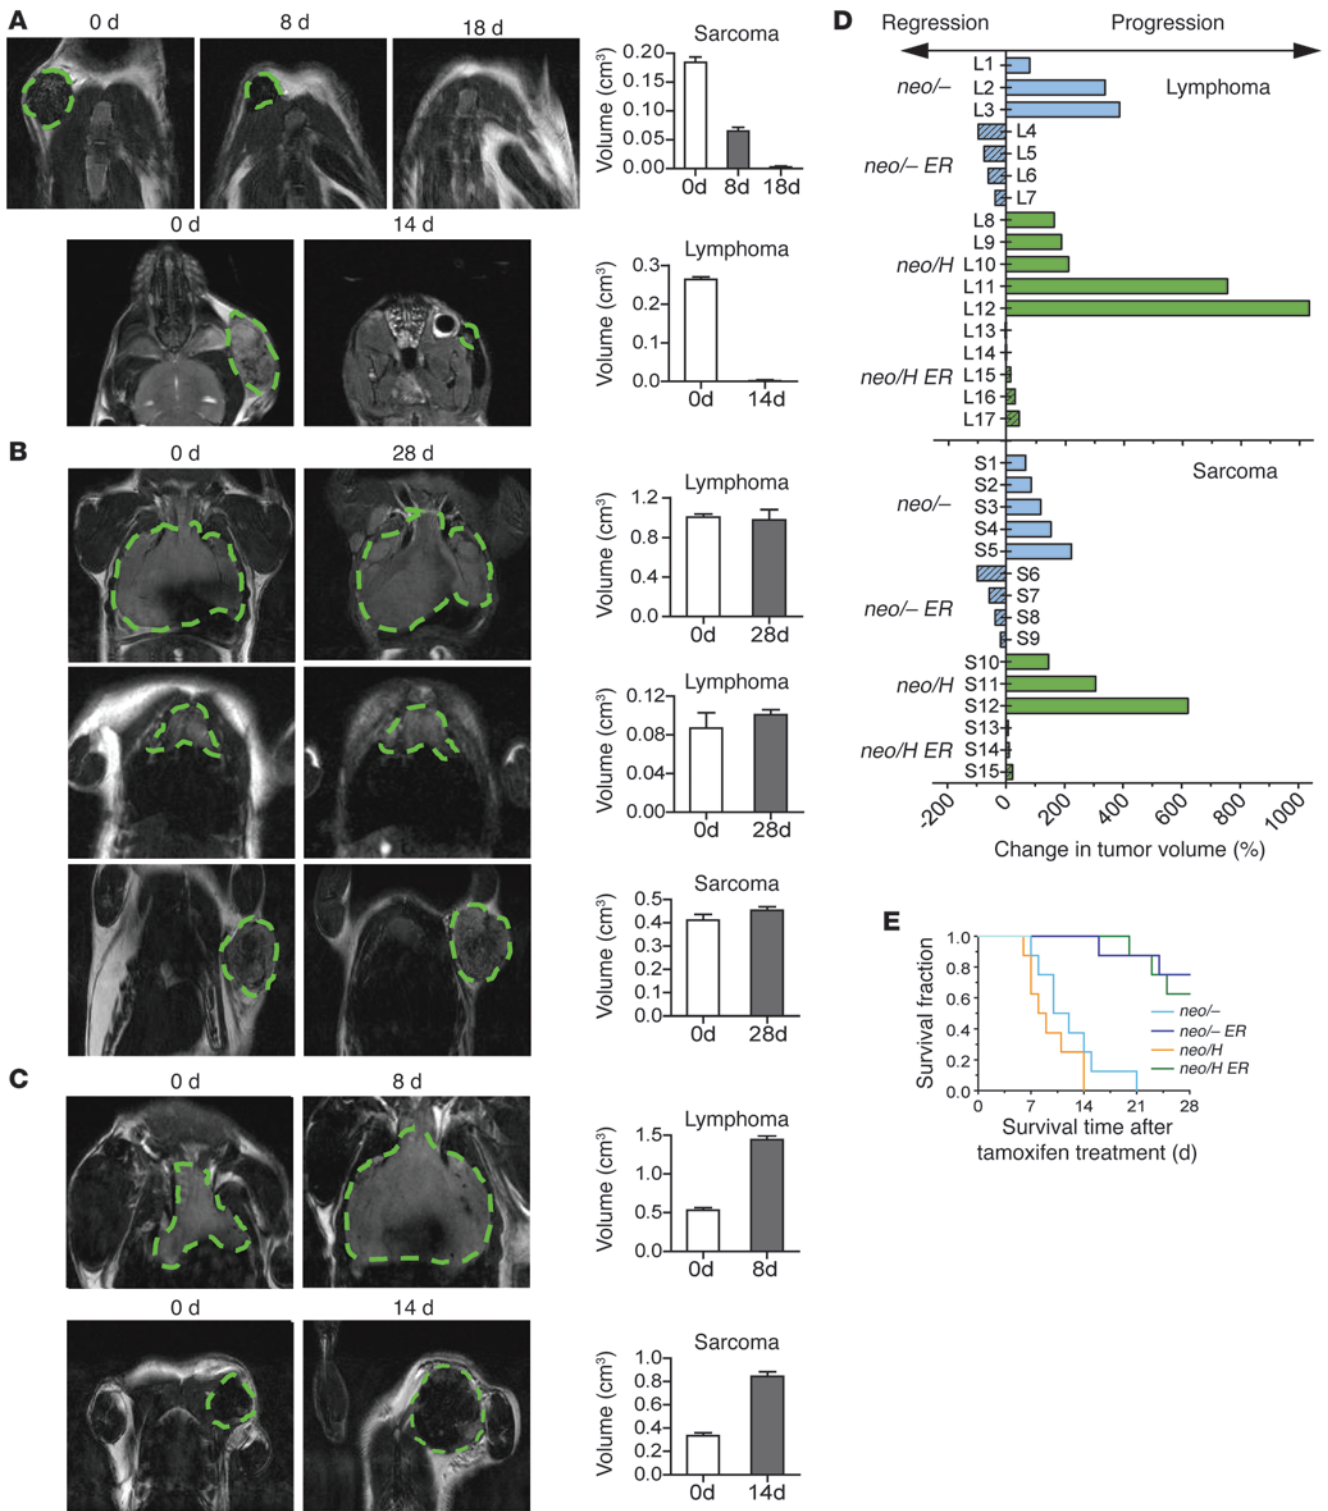 A
0 d
8 d
18 d
Sarcoma
Volume (cm³)
0.20
0.15
0.10
0.05
0.00
0d
8d
18d
0 d
14 d
Lymphoma
Volume (cm³)
0.3
0.2
0.1
0.0
0d
14d
B
0 d
28 d
Lymphoma
Volume (cm³)
1.2
0.8
0.4
0.0
0d
28d
Lymphoma
Volume (cm³)
0.12
0.08
0.04
0.00
0d
28d
Sarcoma
Volume (cm³)
0.5
0.4
0.3
0.2
0.1
0.0
0d
28d
C
0 d
8 d
Lymphoma
Volume (cm³)
1.5
1.0
0.5
0.0
0d
8d
0 d
14 d
Sarcoma
Volume (cm³)
1.0
0.8
0.6
0.4
0.2
0
0d
14d
D
Regression
Progression
Lymphoma
neo/–
L1
L2
L3
neo/– ER
L4
L5
L6
L7
neo/H
L8
L9
L10
L11
L12
neo/H ER
L13
L14
L15
L16
L17
Sarcoma
neo/–
S1
S2
S3
S4
S5
neo/– ER
S6
S7
S8
S9
neo/H
S10
S11
S12
neo/H ER
S13
S14
S15
-200
0
200
400
600
800
1000
Change in tumor volume (%)
E
Survival fraction
1.0
0.8
0.6
0.4
0.2
0.0
neo/–
neo/– ER
neo/H
neo/H ER
0
7
14
21
28
Survival time after
tamoxifen treatment (d)